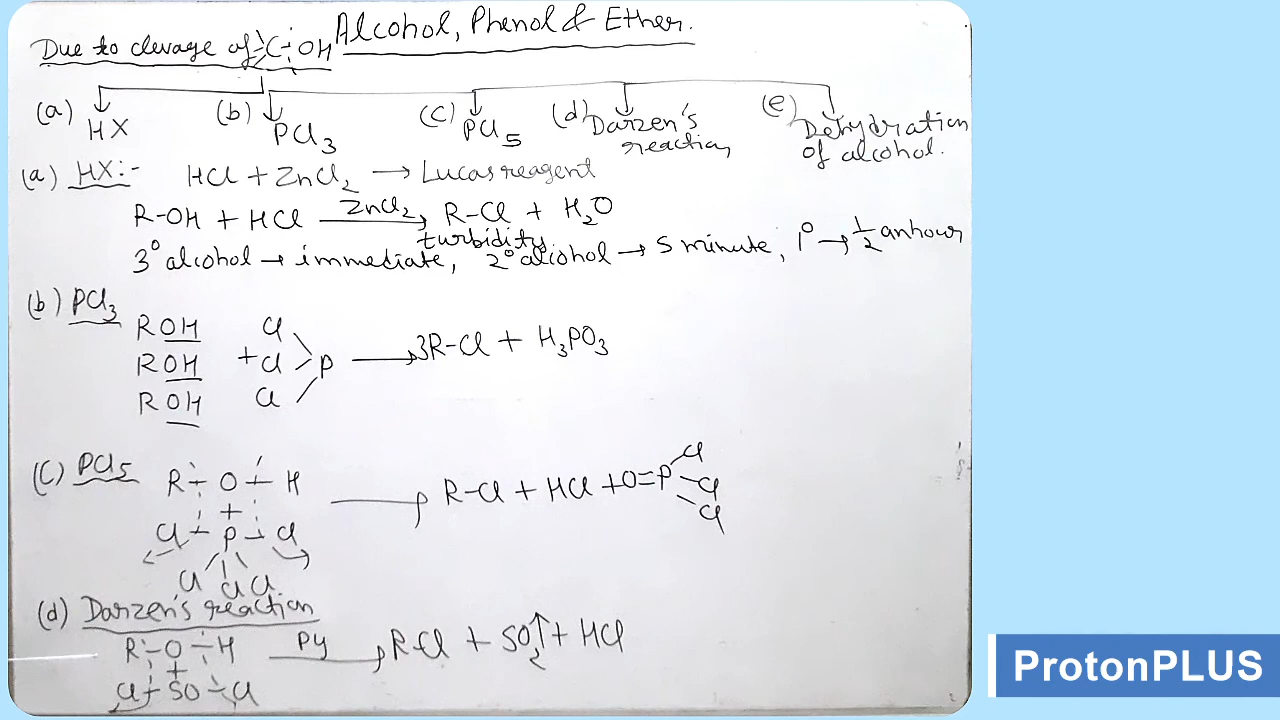 Alcohol, Phenol & Ether.
Due to clevage of -C-OH
(a) HX (b) PCl3 (c) PCl5 (d) Darzen's reaction (e) Dehydration of alcohol.
(a) HX:- HCl + ZnCl2 → Lucas reagent
R-OH + HCl ZnCl2→ R-Cl + H2O
turbidity
3° alcohol → immediate, 2° alcohol → 5 minute, 1° → 1/2 an hour
(b) PCl3
ROH Cl
ROH + Cl P → 3R-Cl + H3PO3
ROH Cl
(C) PCl5
R-O-H → R-Cl + HCl + O=P Cl Cl Cl
+
Cl-P-Cl
Cl Cl Cl
(d) Darzen's reaction
R-O-H Py→ R-Cl + SO2↑ + HCl
+
Cl-SO-Cl
ProtonPLUS